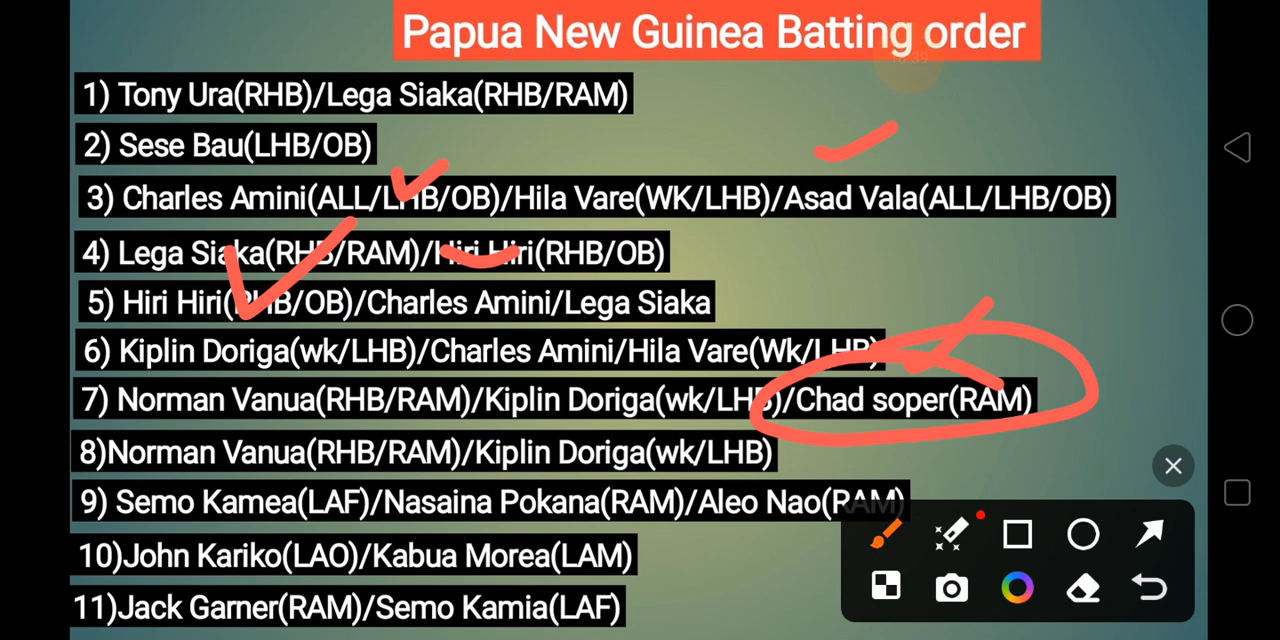 Papua New Guinea Batting order
1) Tony Ura(RHB)/Lega Siaka(RHB/RAM)
2) Sese Bau(LHB/OB)
3) Charles Amini(ALL/LHB/OB)/Hila Vare(WK/LHB)/Asad Vala(ALL/LHB/OB)
4) Lega Siaka(RHB/RAM)/Hiri Hiri(RHB/OB)
5) Hiri Hiri(RHB/OB)/Charles Amini/Lega Siaka
6) Kiplin Doriga(wk/LHB)/Charles Amini/Hila Vare(Wk/LHB)
7) Norman Vanua(RHB/RAM)/Kiplin Doriga(wk/LHB)/Chad soper(RAM)
8)Norman Vanua(RHB/RAM)/Kiplin Doriga(wk/LHB)
9) Semo Kamea(LAF)/Nasaina Pokana(RAM)/Aleo Nao(RAM)
10)John Kariko(LAO)/Kabua Morea(LAM)
11)Jack Garner(RAM)/Semo Kamia(LAF)